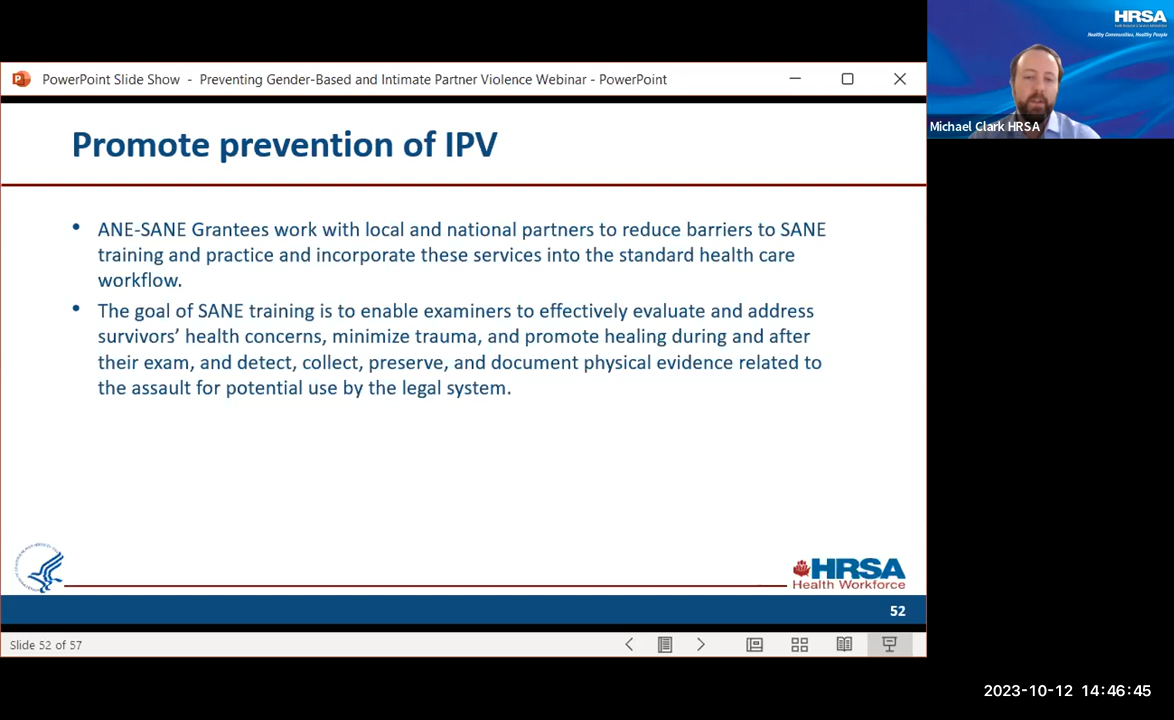 HRSA
Healthy Communities, Healthy People
PowerPoint Slide Show - Preventing Gender-Based and Intimate Partner Violence Webinar - PowerPoint
Michael Clark HRSA
Promote prevention of IPV
• ANE-SANE Grantees work with local and national partners to reduce barriers to SANE
training and practice and incorporate these services into the standard health care
workflow.
• The goal of SANE training is to enable examiners to effectively evaluate and address
survivors’ health concerns, minimize trauma, and promote healing during and after
their exam, and detect, collect, preserve, and document physical evidence related to
the assault for potential use by the legal system.
HRSA
Health Workforce
52
Slide 52 of 57
2023-10-12 14:46:45